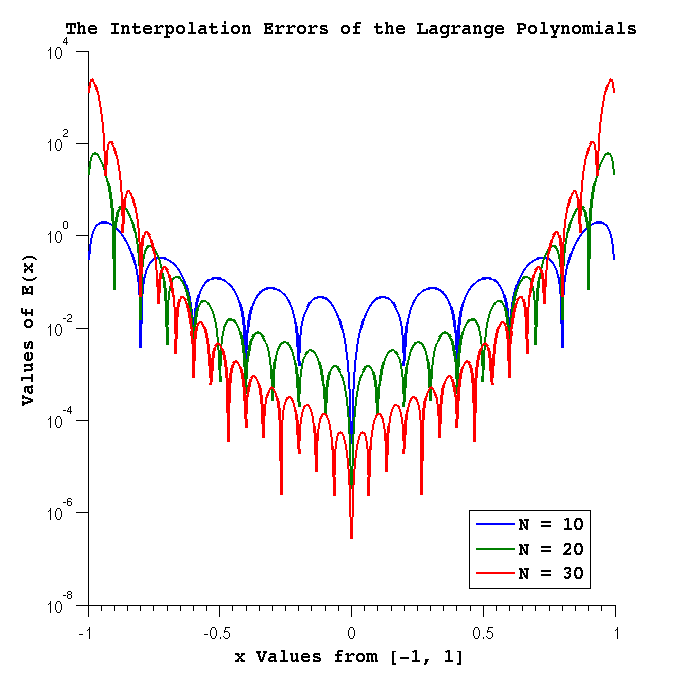 The Interpolation Errors of the Lagrange Polynomials
10^4
10^2
10^0
10^-2
10^-4
10^-6
10^-8
Values of E(x)
N = 10
N = 20
N = 30
-1 -0.5 0 0.5 1
x Values from [-1, 1]